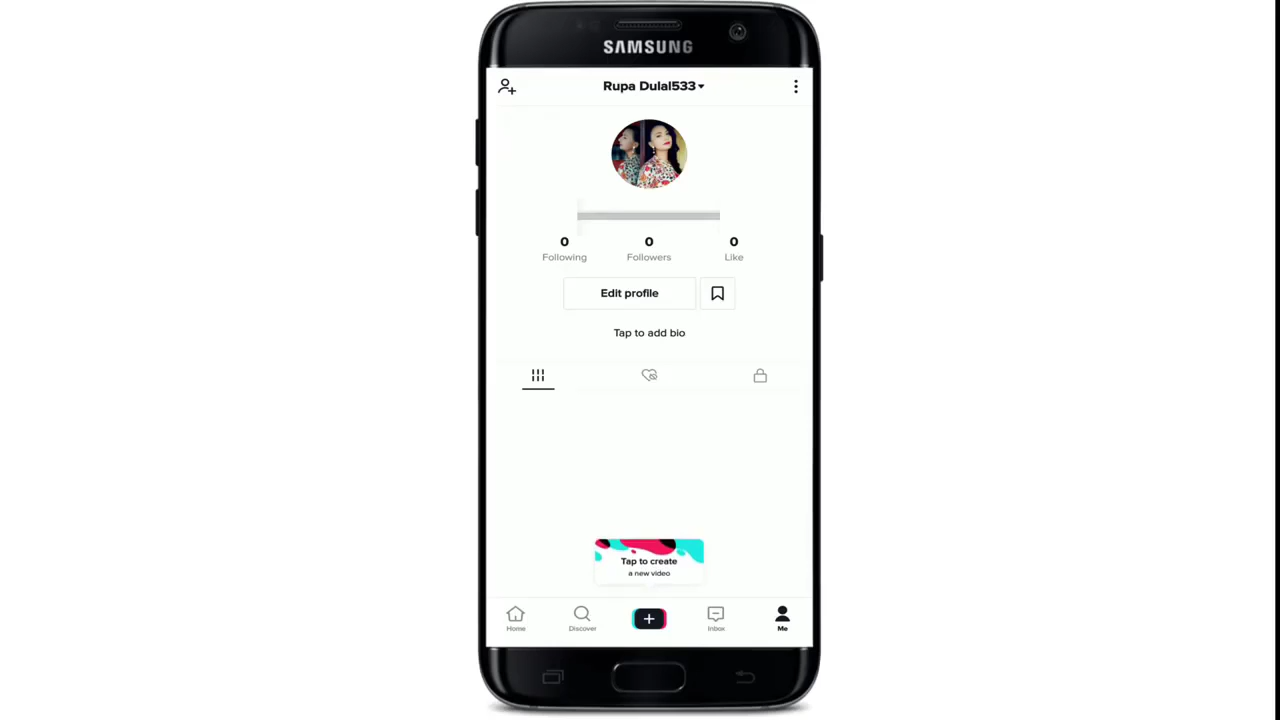 SAMSUNG
Rupa Dulal533
0 0 0
Following Followers Like
Edit profile
Tap to add bio
Tap to create
a new video
Home Discover Inbox Me